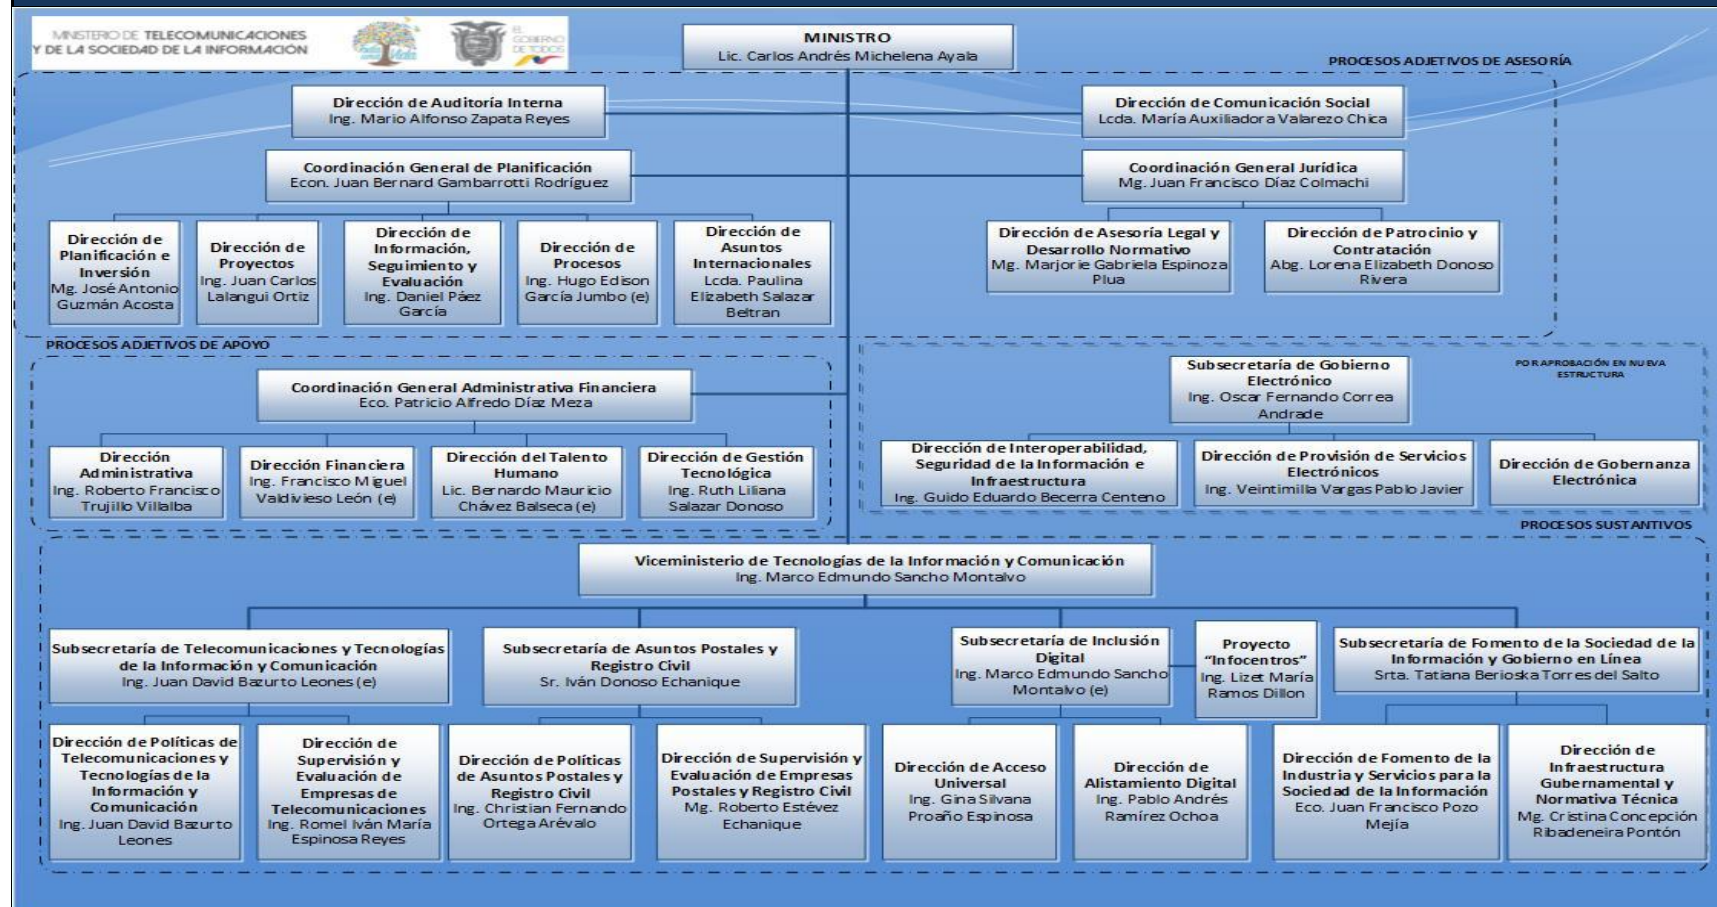 MINISTERIO DE TELECOMUNICACIONES
Y DE LA SOCIEDAD DE LA INFORMACIÓN
toda una Vida
EL
GOBIERNO
DE TODOS
MINISTRO
Lic. Carlos Andrés Michelena Ayala
PROCESOS ADJETIVOS DE ASESORÍA
Dirección de Auditoría Interna
Ing. Mario Alfonso Zapata Reyes
Dirección de Comunicación Social
Lcda. María Auxiliadora Valarezo Chica
Coordinación General de Planificación
Econ. Juan Bernard Gambarrotti Rodríguez
Coordinación General Jurídica
Mg. Juan Francisco Díaz Colmachi
Dirección de
Planificación e
Inversión
Mg. José Antonio
Guzmán Acosta
Dirección de
Proyectos
Ing. Juan Carlos
Lalangui Ortiz
Dirección de
Información,
Seguimiento y
Evaluación
Ing. Daniel Páez
García
Dirección de
Procesos
Ing. Hugo Edison
García Jumbo (e)
Dirección de
Asuntos
Internacionales
Lcda. Paulina
Elizabeth Salazar
Beltran
Dirección de Asesoría Legal y
Desarrollo Normativo
Mg. Marjorie Gabriela Espinoza
Plua
Dirección de Patrocinio y
Contratación
Abg. Lorena Elizabeth Donoso
Rivera
PROCESOS ADJETIVOS DE APOYO
Coordinación General Administrativa Financiera
Eco. Patricio Alfredo Díaz Meza
Dirección
Administrativa
Ing. Roberto Francisco
Trujillo Villalba
Dirección Financiera
Ing. Francisco Miguel
Valdivieso León (e)
Dirección del Talento
Humano
Lic. Bernardo Mauricio
Chávez Balseca (e)
Dirección de Gestión
Tecnológica
Ing. Ruth Liliana
Salazar Donoso
POR APROBACIÓN EN NUEVA
ESTRUCTURA
Subsecretaría de Gobierno
Electrónico
Ing. Oscar Fernando Correa
Andrade
Dirección de Interoperabilidad,
Seguridad de la Información e
Infraestructura
Ing. Guido Eduardo Becerra Centeno
Dirección de Provisión de Servicios
Electrónicos
Ing. Veintimilla Vargas Pablo Javier
Dirección de Gobernanza
Electrónica
PROCESOS SUSTANTIVOS
Viceministerio de Tecnologías de la Información y Comunicación
Ing. Marco Edmundo Sancho Montalvo
Subsecretaría de Telecomunicaciones y Tecnologías
de la Información y Comunicación
Ing. Juan David Bazurto Leones (e)
Subsecretaría de Asuntos Postales y
Registro Civil
Sr. Iván Donoso Echanique
Subsecretaría de Inclusión
Digital
Ing. Marco Edmundo Sancho
Montalvo (e)
Proyecto
“Infocentros”
Ing. Lizet María
Ramos Dillon
Subsecretaría de Fomento de la Sociedad de la
Información y Gobierno en Línea
Srta. Tatiana Berioska Torres del Salto
Dirección de Políticas de
Telecomunicaciones y
Tecnologías de la
Información y
Comunicación
Ing. Juan David Bazurto
Leones
Dirección de
Supervisión y
Evaluación de
Empresas de
Telecomunicaciones
Ing. Romel Iván María
Espinosa Reyes
Dirección de Políticas
de Asuntos Postales y
Registro Civil
Ing. Christian Fernando
Ortega Arévalo
Dirección de Supervisión y
Evaluación de Empresas
Postales y Registro Civil
Mg. Roberto Estévez
Echanique
Dirección de Acceso
Universal
Ing. Gina Silvana
Proaño Espinosa
Dirección de
Alistamiento Digital
Ing. Pablo Andrés
Ramírez Ochoa
Dirección de Fomento de la
Industria y Servicios para la
Sociedad de la Información
Eco. Juan Francisco Pozo
Mejía
Dirección de
Infraestructura
Gubernamental y
Normativa Técnica
Mg. Cristina Concepción
Ribadeneira Pontón